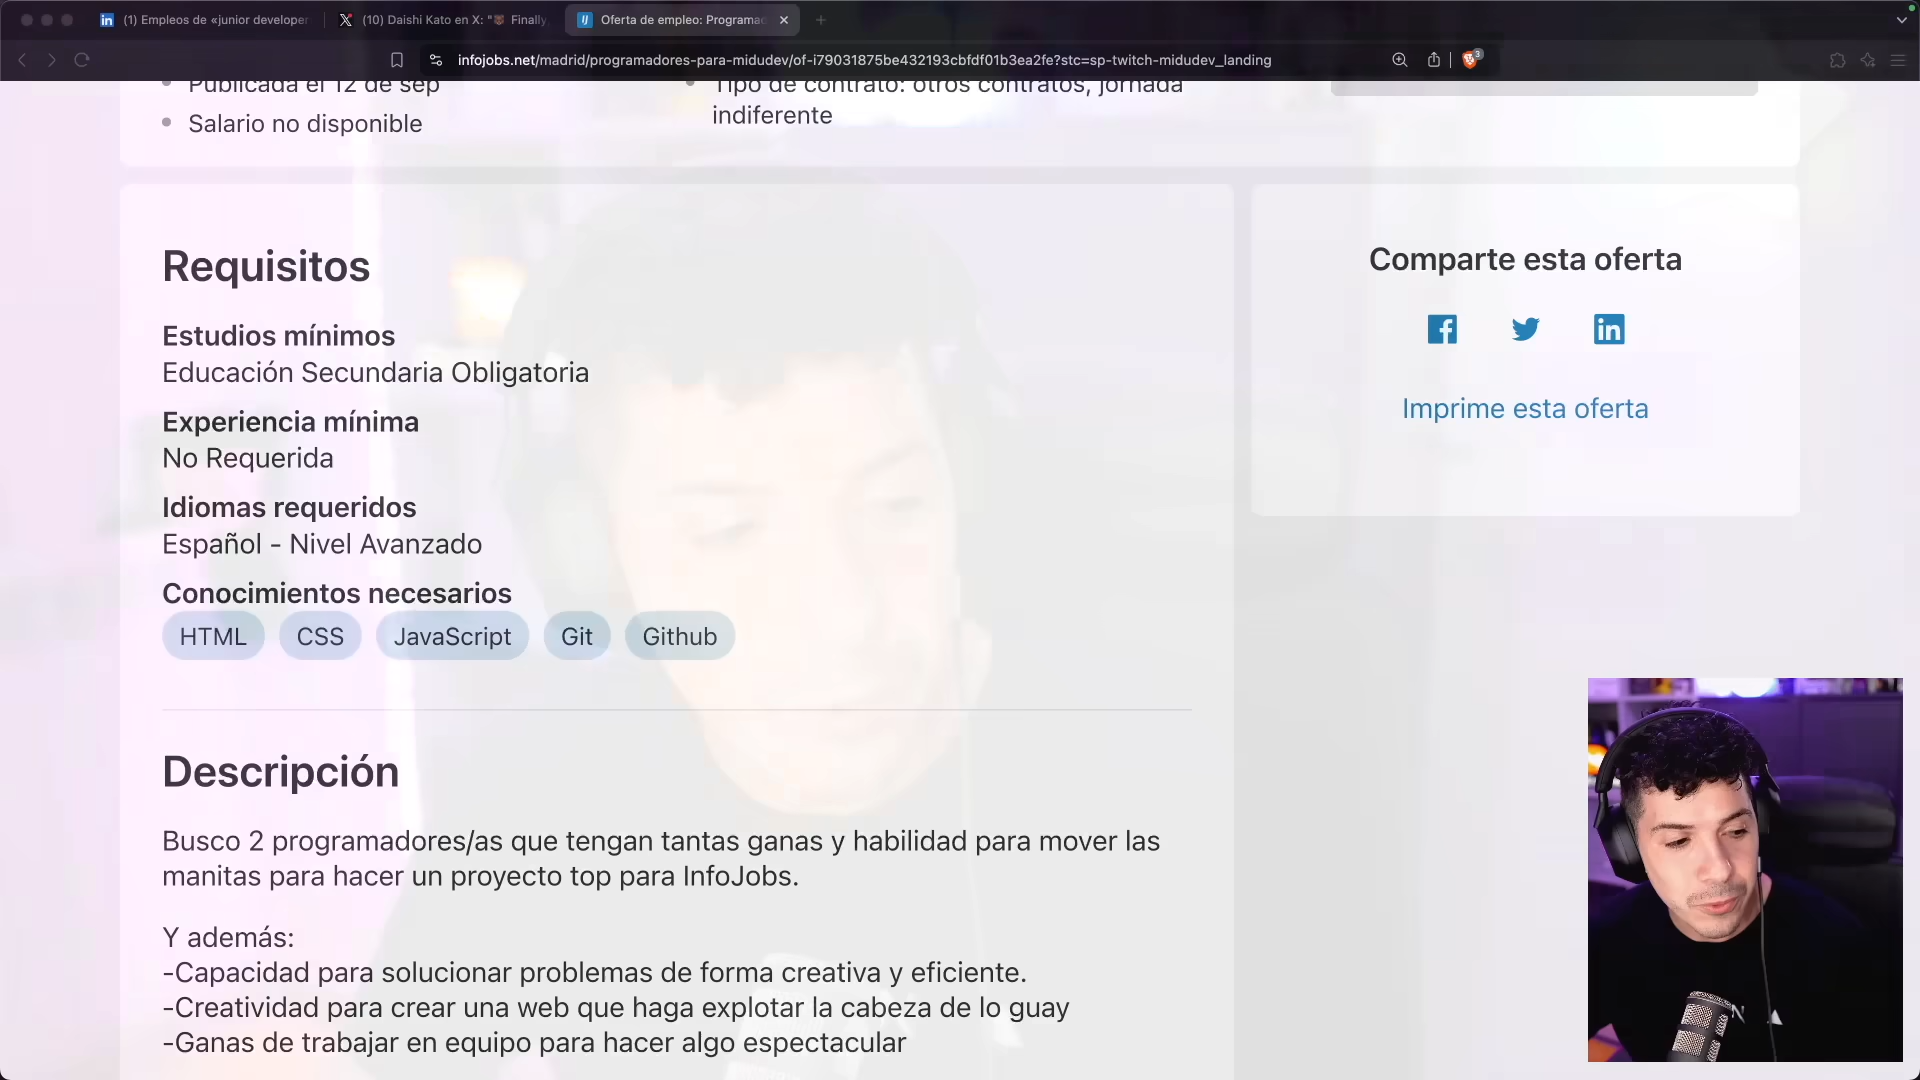 (1) Empleos de «junior developer
(10) Daishi Kato en X: "🐻 Finally
Oferta de empleo: Programad
infojobs.net/madrid/programadores-para-midudev/of-i79031875be432193cbfdf01b3ea2fe?stc=sp-twitch-midudev_landing
3
Publicada el 12 de sep
Salario no disponible
Tipo de contrato: otros contratos, jornada
indiferente
Requisitos
Estudios mínimos
Educación Secundaria Obligatoria
Experiencia mínima
No Requerida
Idiomas requeridos
Español - Nivel Avanzado
Conocimientos necesarios
HTML CSS JavaScript Git Github
Descripción
Busco 2 programadores/as que tengan tantas ganas y habilidad para mover las
manitas para hacer un proyecto top para InfoJobs.
Y además:
-Capacidad para solucionar problemas de forma creativa y eficiente.
-Creatividad para crear una web que haga explotar la cabeza de lo guay
-Ganas de trabajar en equipo para hacer algo espectacular
Comparte esta oferta
Imprime esta oferta